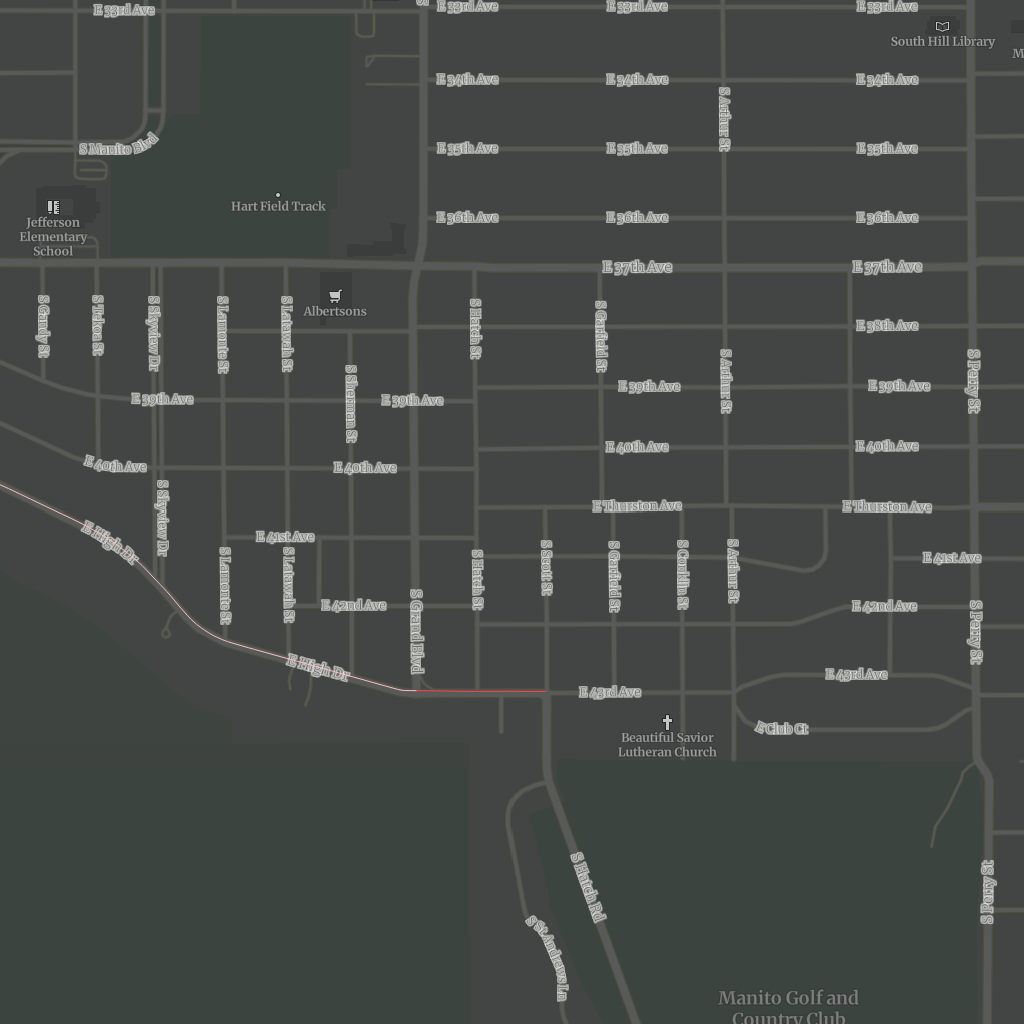 E 33rd Ave
S
E 33rd Ave
E 33rd Ave
E 33rd Ave
South Hill Library
M
E 34th Ave
E 34th Ave
E 34th Ave
S Arthur St
S Manito Blvd
E 35th Ave
E 35th Ave
E 35th Ave
Hart Field Track
Jefferson
Elementary
School
E 36th Ave
E 36th Ave
E 36th Ave
E 37th Ave
E 37th Ave
Albertsons
S Gandy St
S Tekoa St
S Skyview Dr
S Lamonte St
S Latawah St
S Hatch St
S Garfield St
E 38th Ave
S Sherman St
S Arthur St
S Perry St
E 39th Ave
E 39th Ave
E 39th Ave
E 39th Ave
E 40th Ave
E 40th Ave
E 40th Ave
E 40th Ave
S Skyview Dr
E Thurston Ave
E Thurston Ave
E High Dr
E 41st Ave
E 41st Ave
S Lamonte St
S Latawah St
S Hatch St
S Scott St
S Garfield St
S Conklin St
S Arthur St
E 42nd Ave
E 42nd Ave
S Grand Blvd
S Perry St
E High Dr
E 43rd Ave
E 43rd Ave
E Club Ct
Beautiful Savior
Lutheran Church
S Hatch Rd
S Perry St
S St Andrews Ln
Manito Golf and
Country Club